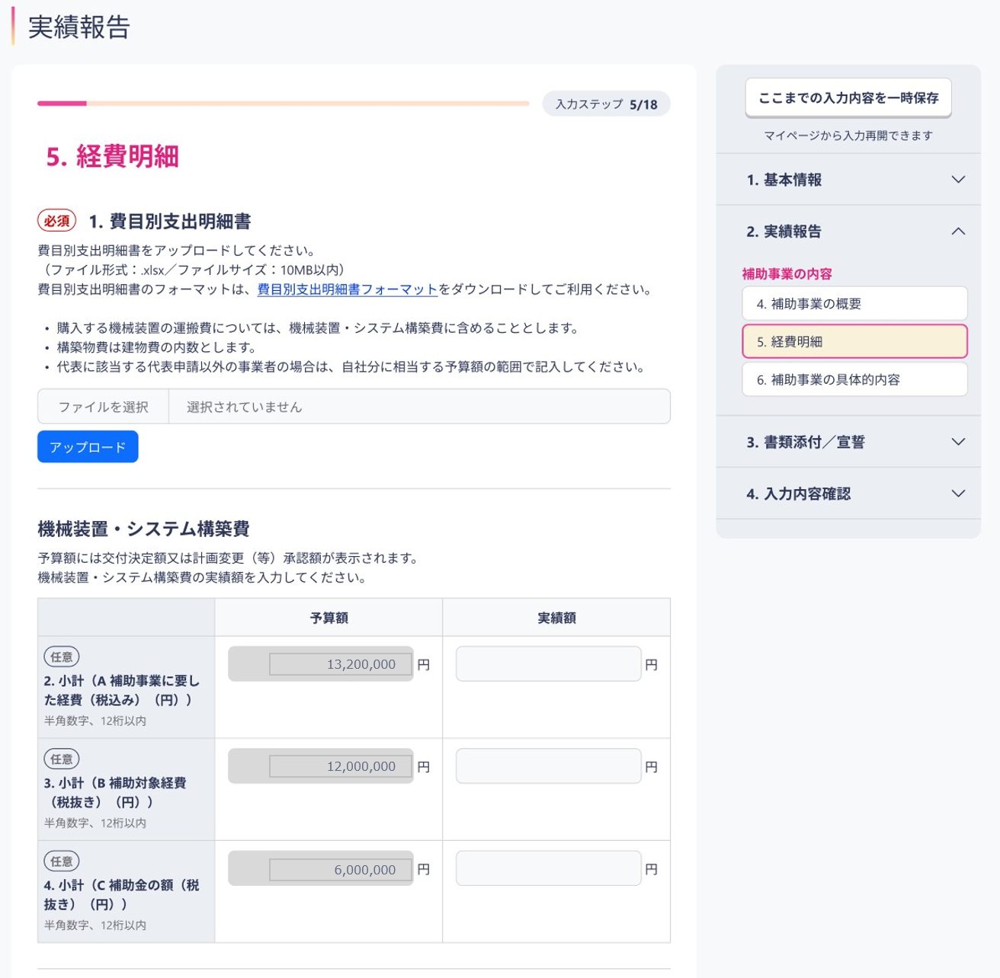 実績報告
入力ステップ 5/18
5. 経費明細
必須 1. 費目別支出明細書
費目別支出明細書をアップロードしてください。
（ファイル形式：.xlsx／ファイルサイズ：10MB以内）
費目別支出明細書のフォーマットは、費目別支出明細書フォーマットをダウンロードしてご利用ください。
• 購入する機械装置の運搬費については、機械装置・システム構築費に含めることとします。
• 構築物費は建物費の内数とします。
• 代表に該当する代表申請以外の事業者の場合は、自社分に相当する予算額の範囲で記入してください。
ファイルを選択 選択されていません
アップロード
機械装置・システム構築費
予算額には交付決定額又は計画変更（等）承認額が表示されます。
機械装置・システム構築費の実績額を入力してください。
予算額 実績額
任意
2. 小計（A 補助事業に要し
た経費（税込み）（円））
半角数字、12桁以内
13,200,000 円 円
任意
3. 小計（B 補助対象経費
（税抜き）（円））
半角数字、12桁以内
12,000,000 円 円
任意
4. 小計（C 補助金の額（税
抜き）（円））
半角数字、12桁以内
6,000,000 円 円
ここまでの入力内容を一時保存
マイページから入力再開できます
1. 基本情報
2. 実績報告
補助事業の内容
4. 補助事業の概要
5. 経費明細
6. 補助事業の具体的内容
3. 書類添付／宣誓
4. 入力内容確認